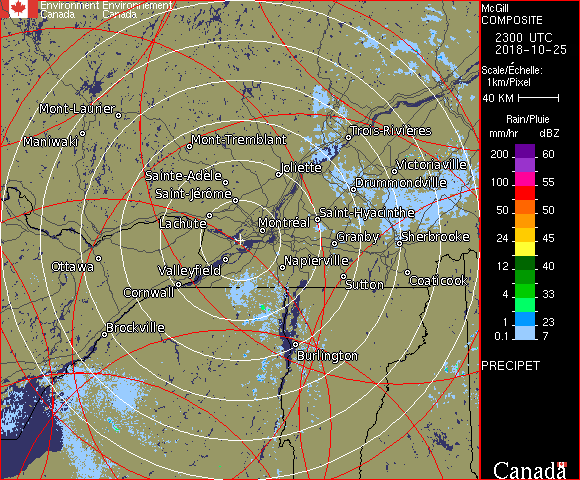 Environment Environnement
Canada Canada
McGill
COMPOSITE
2300 UTC
2018-10-25
Scale/Échelle:
1km/Pixel
40 KM
Rain/Pluie
mm/hr dBZ
200 60
100 55
50 50
24 45
12 40
8 33
4 30
1 23
0.1 7
PRECIPET
Canada
Mont-Laurier
Maniwaki
Mont-Tremblant
Trois-Rivières
Joliette
Victoriaville
Sainte-Adèle
Drummondville
Saint-Jérôme
Lachute
Saint-Hyacinthe
Montréal
Granby
Sherbrooke
Ottawa
Valleyfield
Napierville
Cornwall
Sutton
Coaticook
Brockville
Burlington